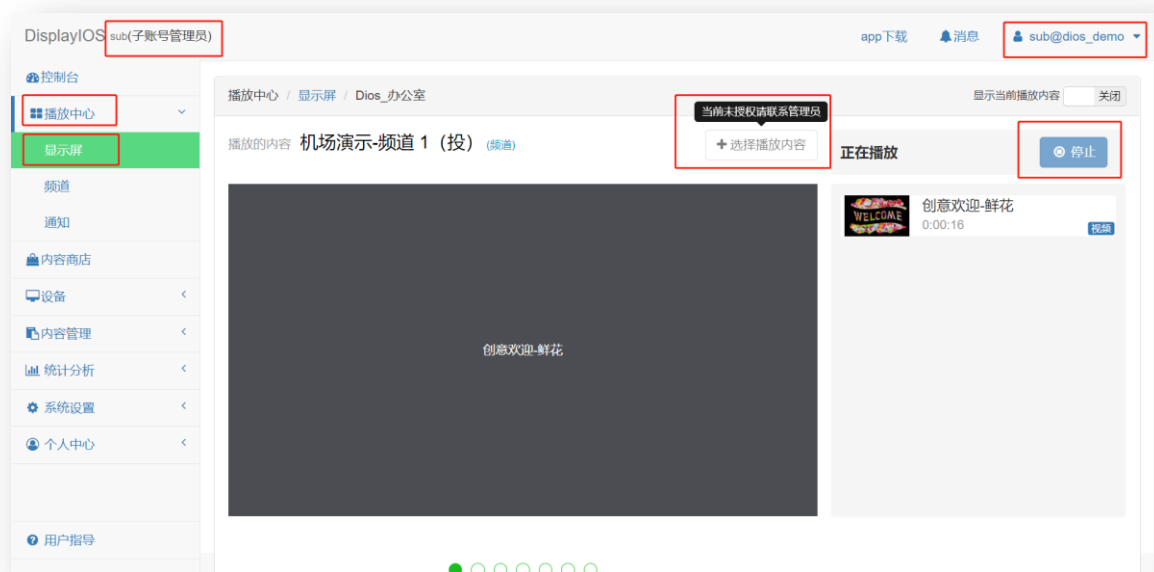 DisplayIOS sub(子账号管理员)
app下载
消息
sub@dios_demo
控制台
播放中心
显示屏
频道
通知
内容商店
设备
内容管理
统计分析
系统设置
个人中心
用户指导
播放中心 / 显示屏 / Dios_办公室
显示当前播放内容 关闭
当前未授权请联系管理员
播放的内容 机场演示-频道 1（投） (频道)
选择播放内容
正在播放
停止
创意欢迎-鲜花
WELCOME
创意欢迎-鲜花
0:00:16
视频